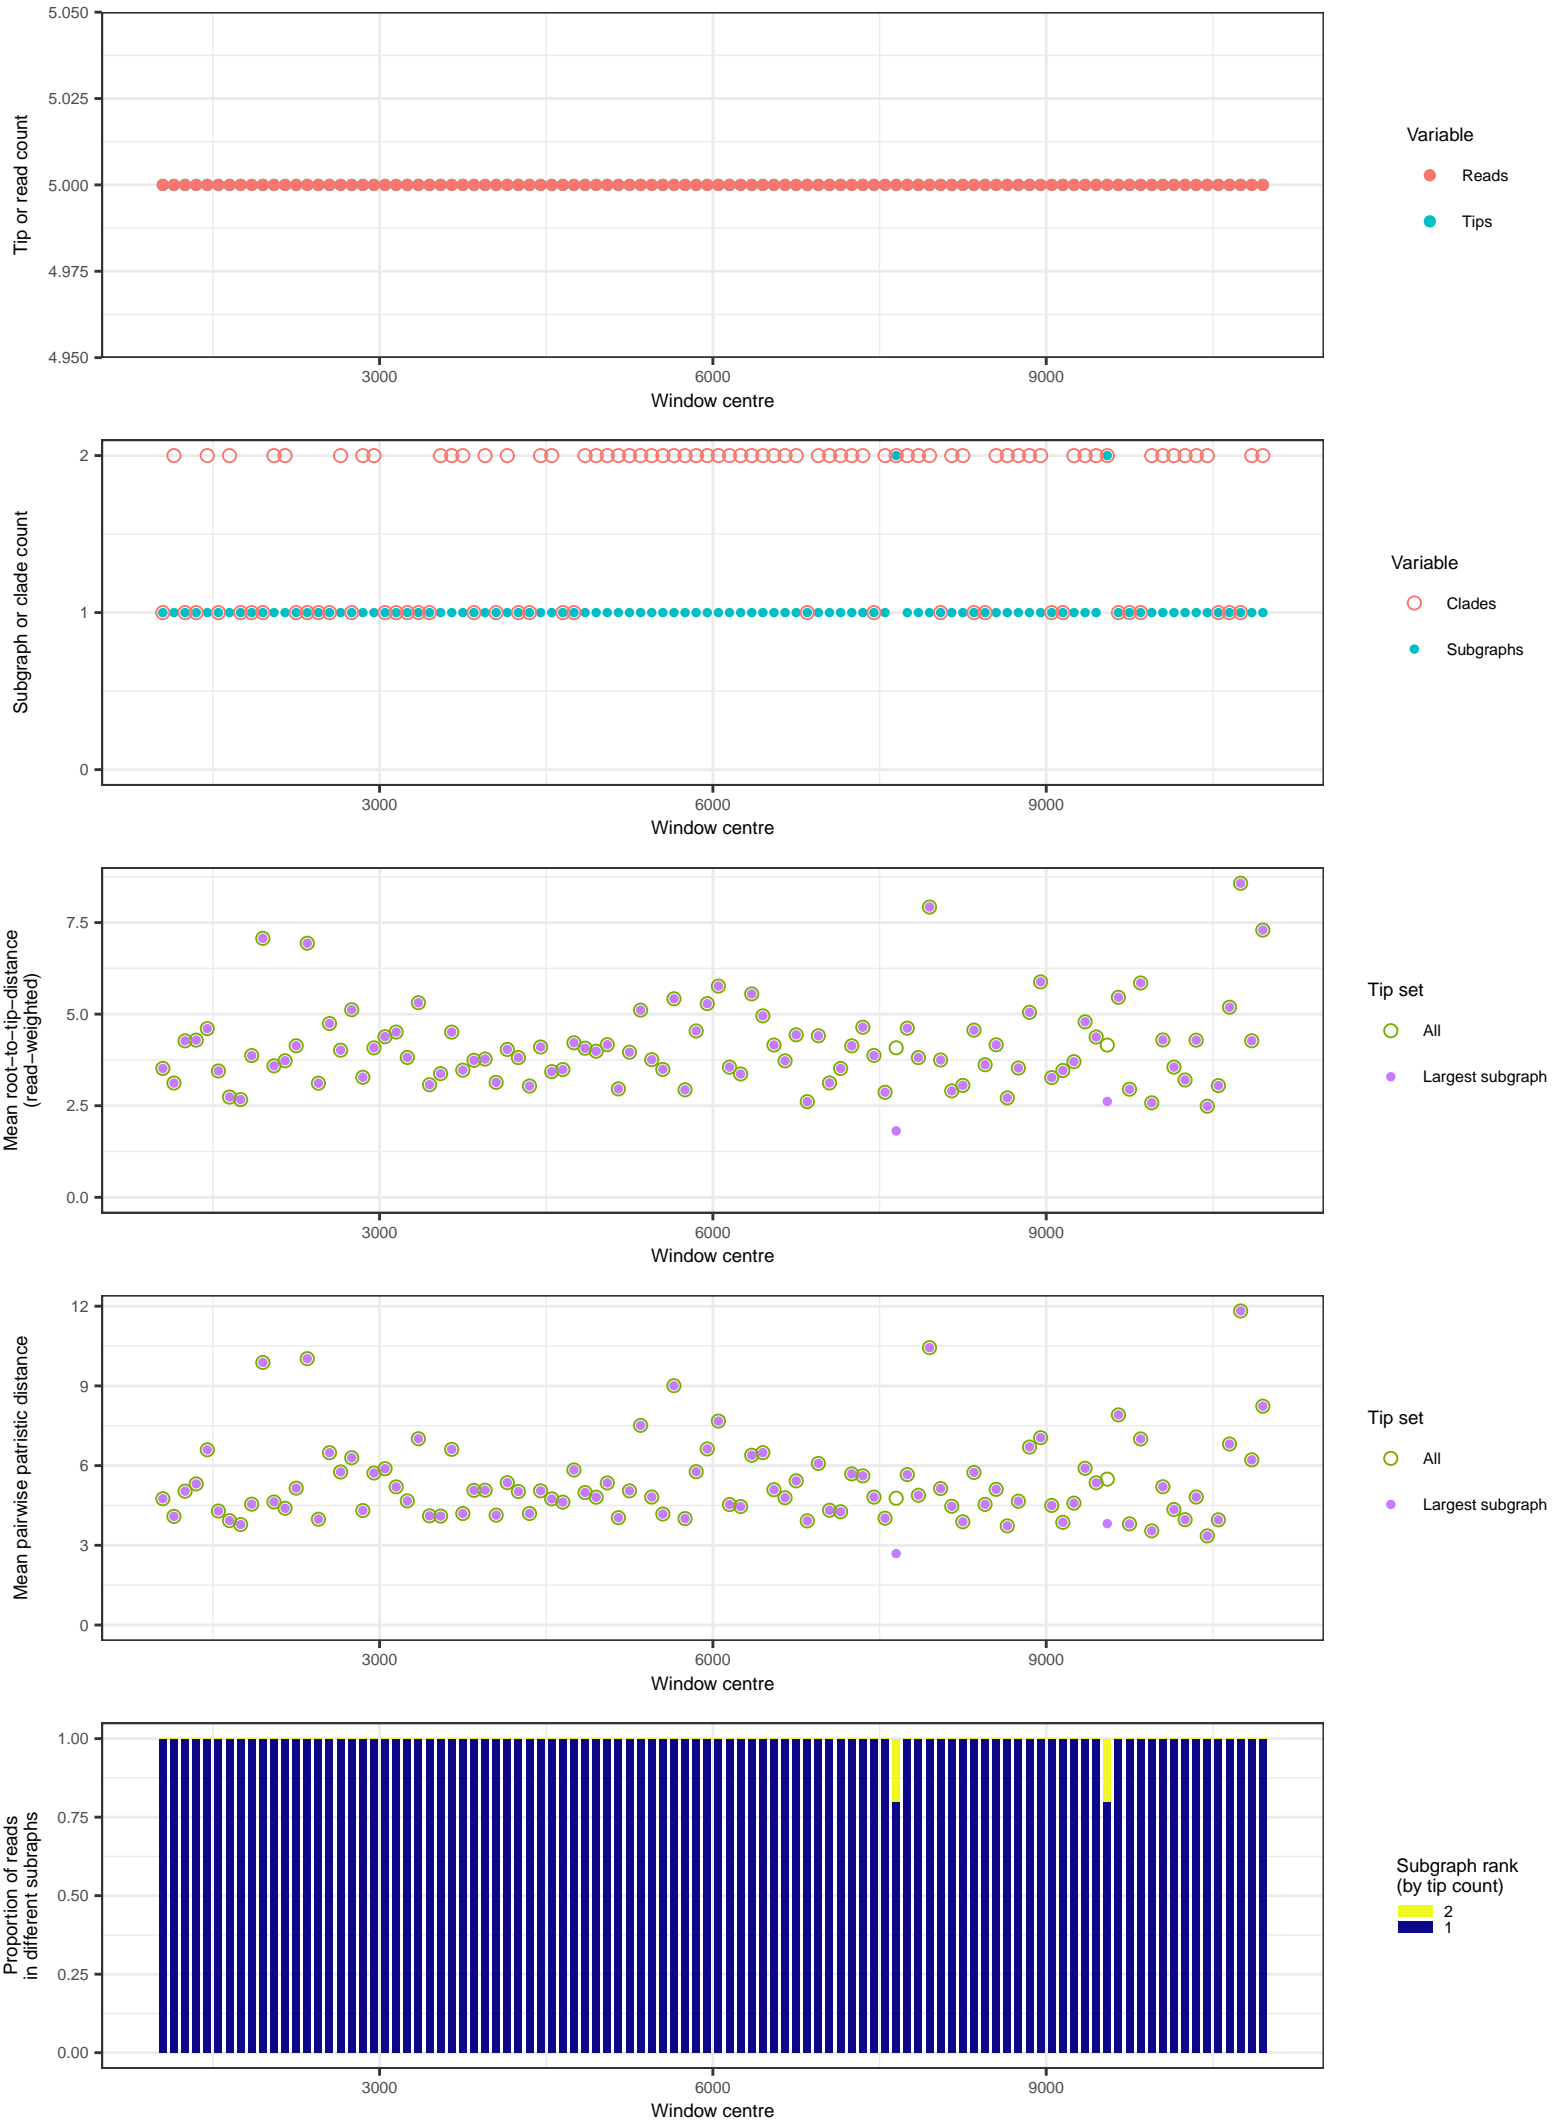 5.050
5.025
5.000
4.975
4.950
Tip or read count
3000
6000
9000
Window centre
Variable
Reads
Tips
2
1
0
Subgraph or clade count
3000
6000
9000
Window centre
Variable
Clades
Subgraphs
7.5
5.0
2.5
0.0
Mean root−to−tip−distance
(read−weighted)
3000
6000
9000
Window centre
Tip set
All
Largest subgraph
12
9
6
3
0
Mean pairwise patristic distance
3000
6000
9000
Window centre
Tip set
All
Largest subgraph
1.00
0.75
0.50
0.25
0.00
Proportion of reads
in different subraphs
3000
6000
9000
Window centre
Subgraph rank
(by tip count)
2
1